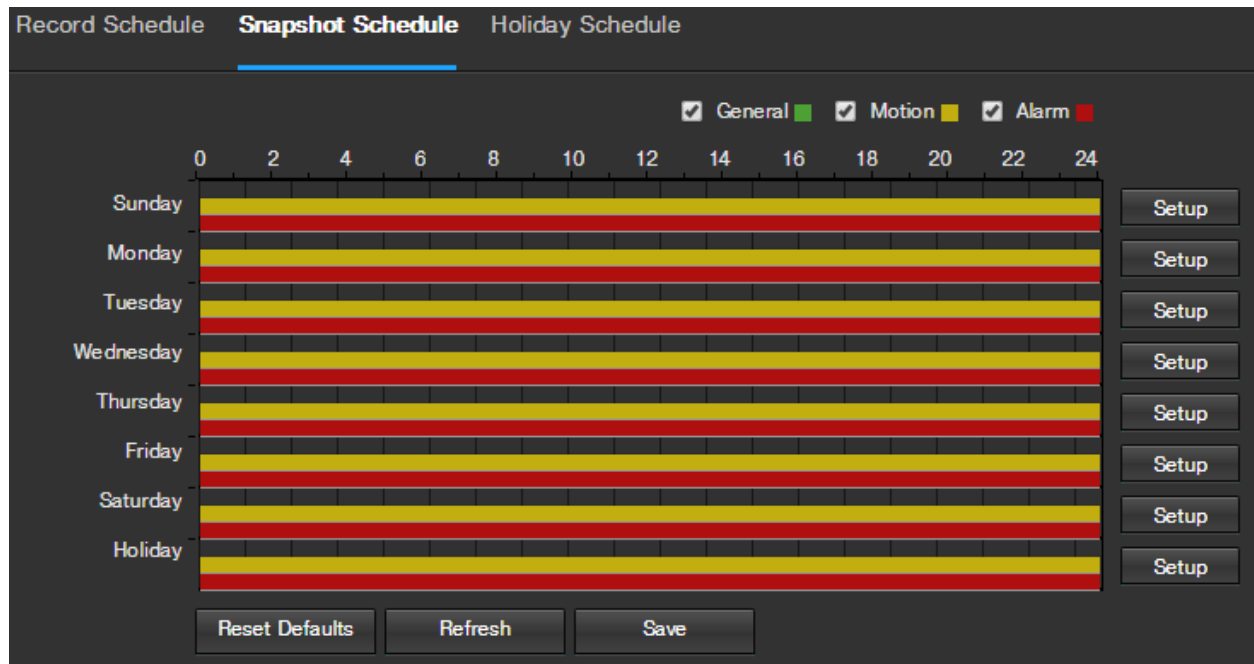 Record Schedule Snapshot Schedule Holiday Schedule
General Motion Alarm
0 2 4 6 8 10 12 14 16 18 20 22 24
Sunday Setup
Monday Setup
Tuesday Setup
Wednesday Setup
Thursday Setup
Friday Setup
Saturday Setup
Holiday Setup
Reset Defaults Refresh Save